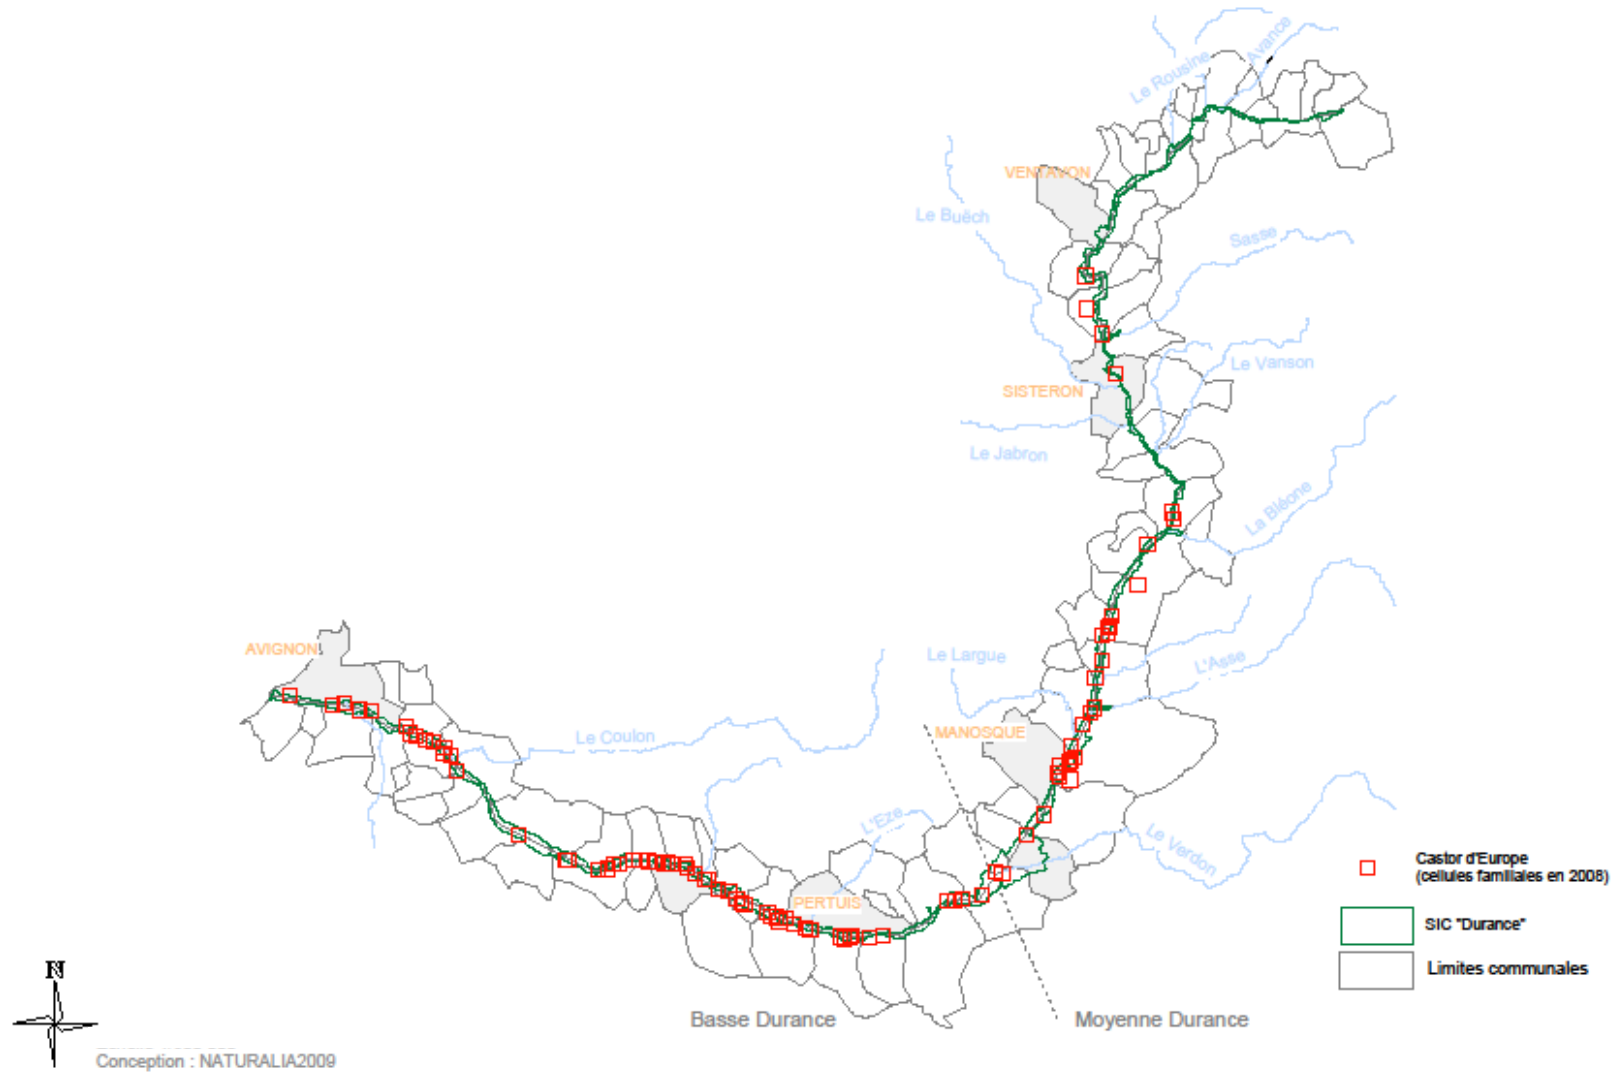 Avance
Le Rousine
VENTAVON
Le Buëch
Sasse
Le Vanson
SISTERON
Le Jabron
La Bléone
AVIGNON
Le Largue
L'Asse
Le Coulon
MANOSQUE
L'Eze
Le Verdon
PERTUIS
Castor d'Europe
(cellules familiales en 2008)
SIC "Durance"
Limites communales
N
Basse Durance
Moyenne Durance
Conception : NATURALIA2009